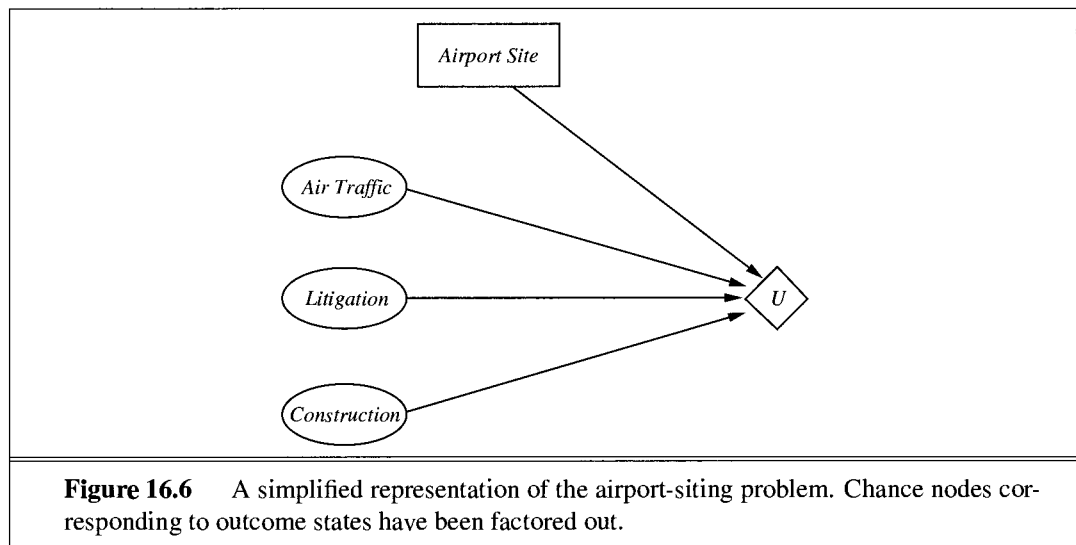 Airport Site
Air Traffic
Litigation
U
Construction
Figure 16.6 A simplified representation of the airport-siting problem. Chance nodes cor-
responding to outcome states have been factored out.